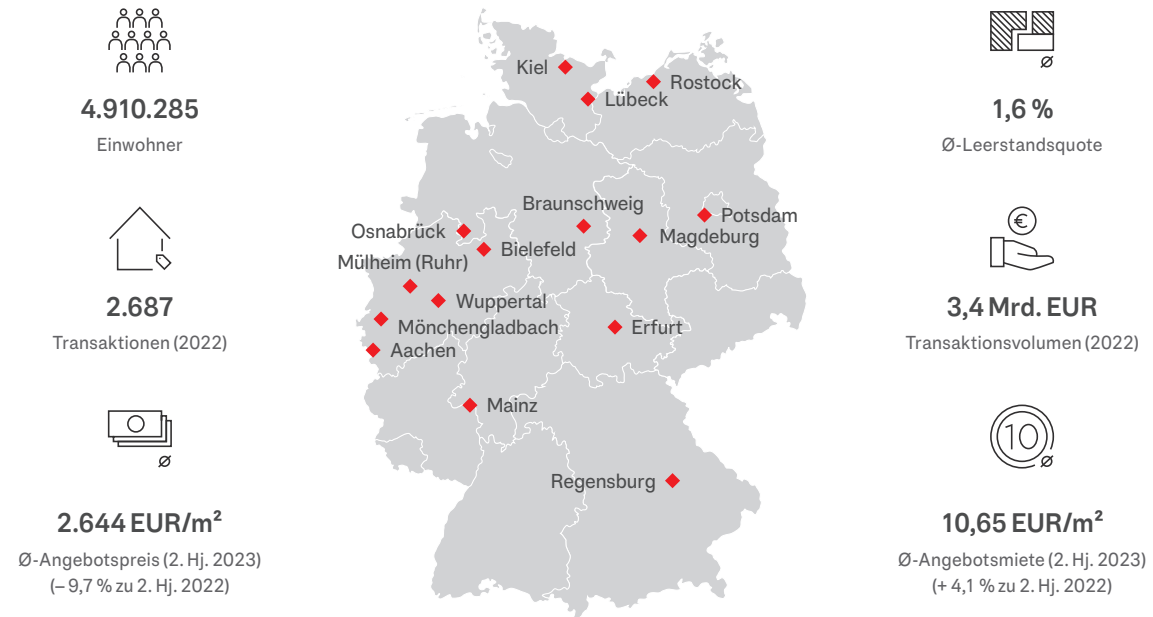 4.910.285
Einwohner
2.687
Transaktionen (2022)
2.644 EUR/m²
Ø-Angebotspreis (2. Hj. 2023)
(– 9,7 % zu 2. Hj. 2022)
Kiel
Rostock
Lübeck
Braunschweig
Potsdam
Osnabrück
Magdeburg
Bielefeld
Mülheim (Ruhr)
Wuppertal
Mönchengladbach
Erfurt
Aachen
Mainz
Regensburg
Ø
1,6 %
Ø-Leerstandsquote
€
3,4 Mrd. EUR
Transaktionsvolumen (2022)
10
Ø
10,65 EUR/m²
Ø-Angebotsmiete (2. Hj. 2023)
(+ 4,1 % zu 2. Hj. 2022)
Ø